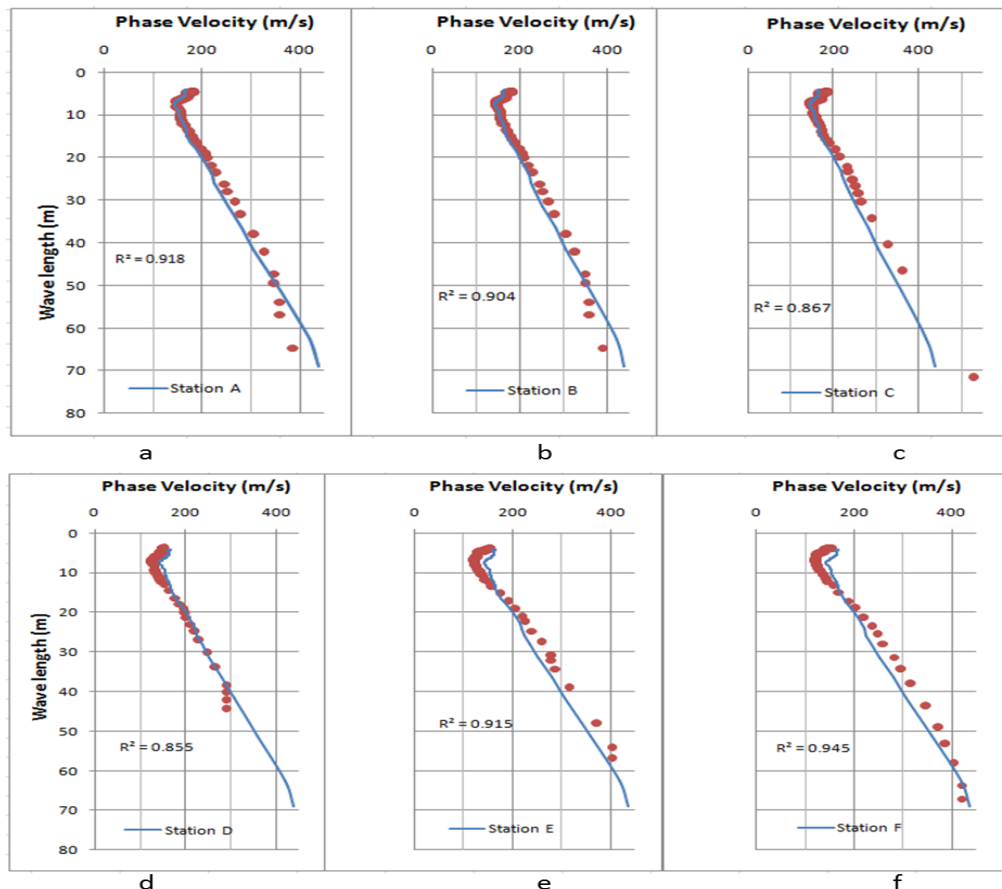 Phase Velocity (m/s) Phase Velocity (m/s) Phase Velocity (m/s)
0 200 400 0 200 400 0 200 400
0
10
20
30
40
50
60
70
80
Wave length (m)
R² = 0.918
Station A
R² = 0.904
Station B
R² = 0.867
Station C
a b c
Phase Velocity (m/s) Phase Velocity (m/s) Phase Velocity (m/s)
0 200 400 0 200 400 0 200 400
0
10
20
30
40
50
60
70
80
Wave length (m)
R² = 0.855
Station D
R² = 0.915
Station E
R² = 0.945
Station F
d e f